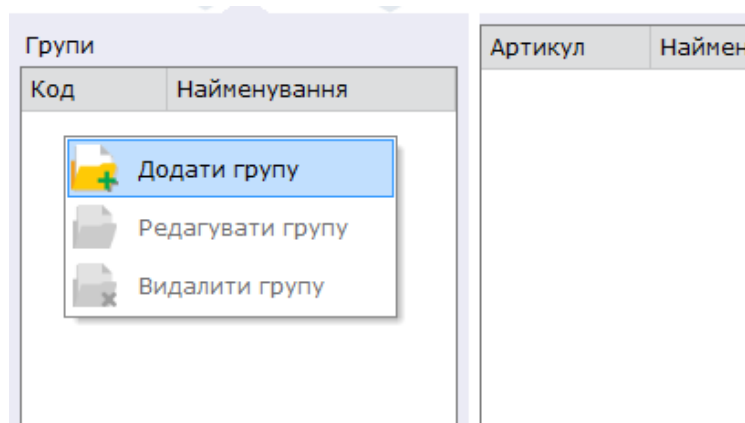 Групи
Код Найменування
Додати групу
Редагувати групу
Видалити групу
Артикул Наймен